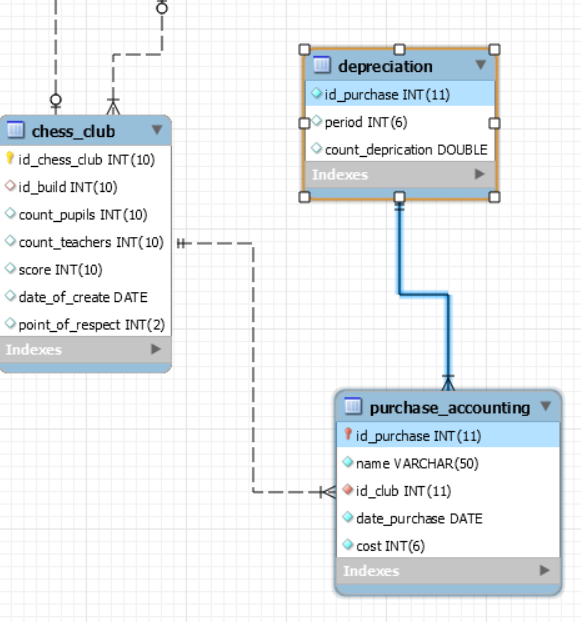 depreciation
id_purchase INT(11)
period INT(6)
count_deprication DOUBLE
Indexes
chess_club
id_chess_club INT(10)
id_build INT(10)
count_pupils INT(10)
count_teachers INT(10)
score INT(10)
date_of_create DATE
point_of_respect INT(2)
Indexes
purchase_accounting
id_purchase INT(11)
name VARCHAR(50)
id_club INT(11)
date_purchase DATE
cost INT(6)
Indexes